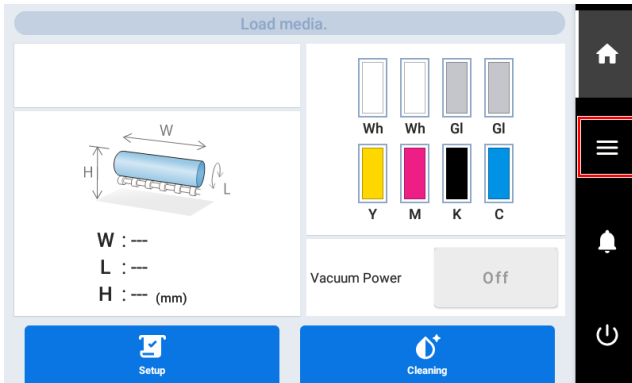 Load media.
W
H
L
W : ---
L : ---
H : --- (mm)
Wh Wh Gl Gl
Y M K C
Vacuum Power
Off
Setup
Cleaning